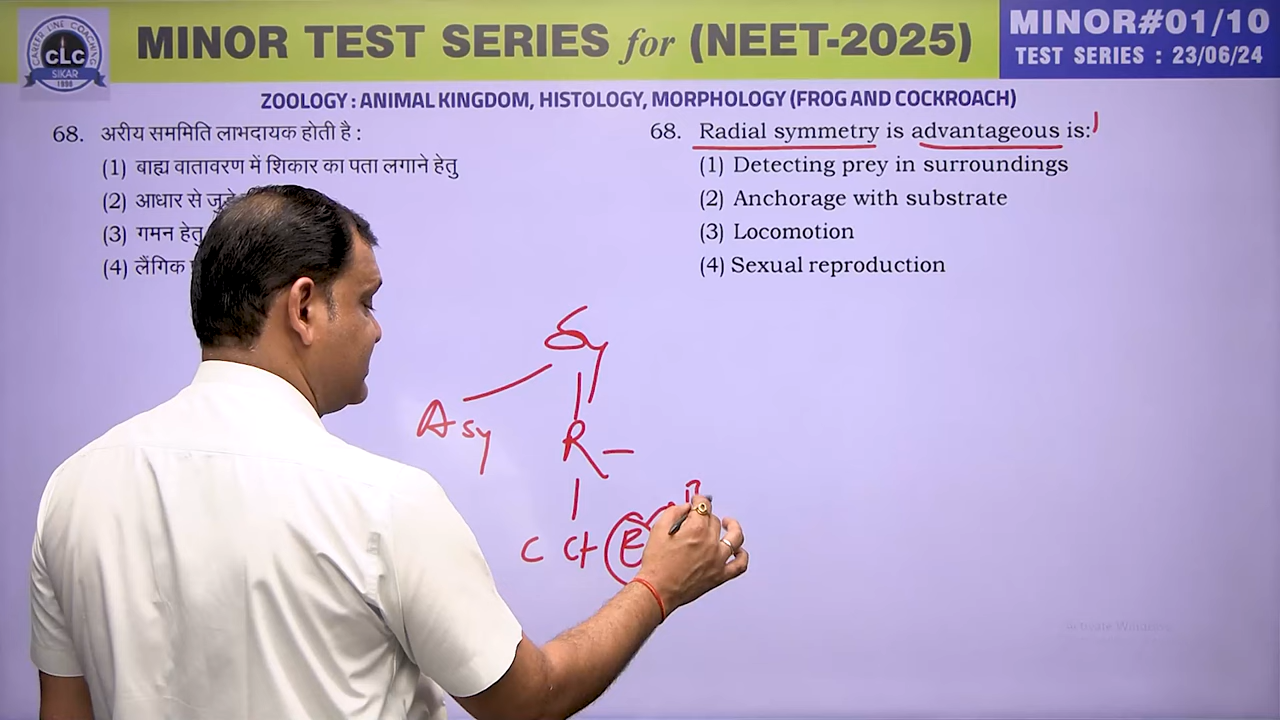 CAREER LINE COACHING
CLC
SIKAR
1996
MINOR TEST SERIES for (NEET-2025)
MINOR#01/10
TEST SERIES : 23/06/24
ZOOLOGY : ANIMAL KINGDOM, HISTOLOGY, MORPHOLOGY (FROG AND COCKROACH)
68. अरीय सममिति लाभदायक होती है :
(1) बाह्य वातावरण में शिकार का पता लगाने हेतु
(2) आधार से जुड़े
(3) गमन हेतु
(4) लैंगिक
68. Radial symmetry is advantageous is:
(1) Detecting prey in surroundings
(2) Anchorage with substrate
(3) Locomotion
(4) Sexual reproduction
Sy
Asy
R
C Ct E